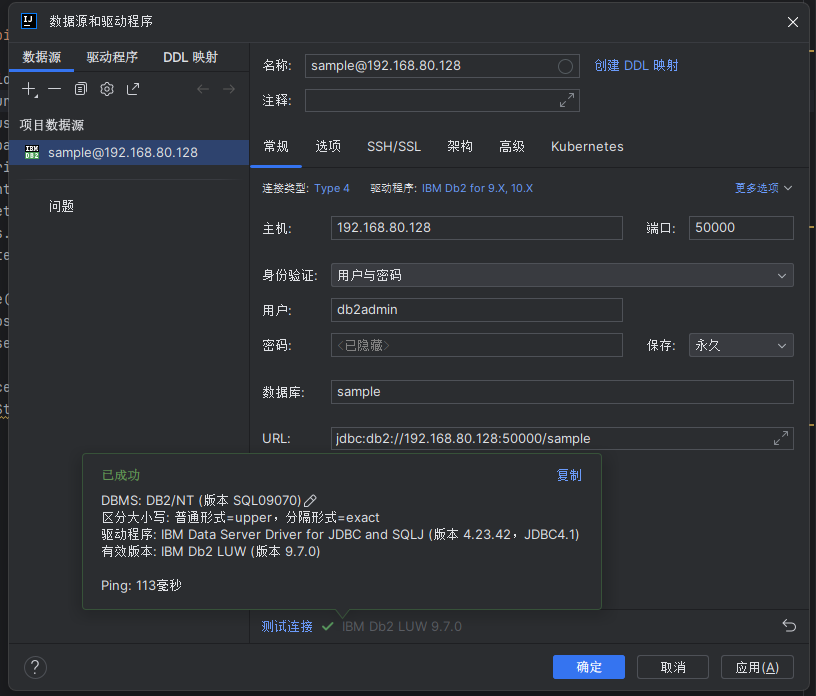 数据源和驱动程序
数据源 驱动程序 DDL 映射
项目数据源
IBM DB2 sample@192.168.80.128
问题
名称: sample@192.168.80.128 创建 DDL 映射
注释:
常规 选项 SSH/SSL 架构 高级 Kubernetes
连接类型: Type 4 驱动程序: IBM Db2 for 9.X, 10.X 更多选项
主机: 192.168.80.128 端口: 50000
身份验证: 用户与密码
用户: db2admin
密码: <已隐藏> 保存: 永久
数据库: sample
URL: jdbc:db2://192.168.80.128:50000/sample
已成功 复制
DBMS: DB2/NT (版本 SQL09070)
区分大小写: 普通形式=upper，分隔形式=exact
驱动程序: IBM Data Server Driver for JDBC and SQLJ (版本 4.23.42，JDBC4.1)
有效版本: IBM Db2 LUW (版本 9.7.0)
Ping: 113毫秒
测试连接 IBM Db2 LUW 9.7.0
? 确定 取消 应用(A)